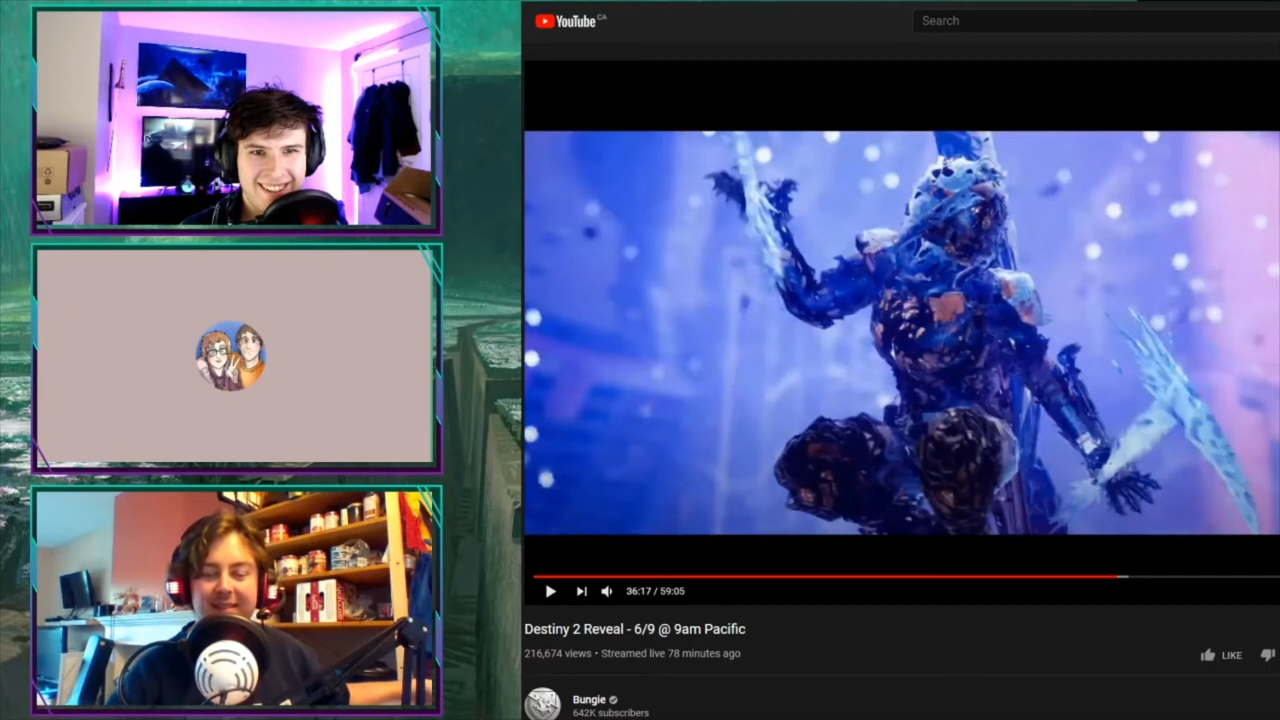 YouTube CA
Search
36:17 / 59:05
Destiny 2 Reveal - 6/9 @ 9am Pacific
216,674 views • Streamed live 78 minutes ago
LIKE
Bungie
642K subscribers